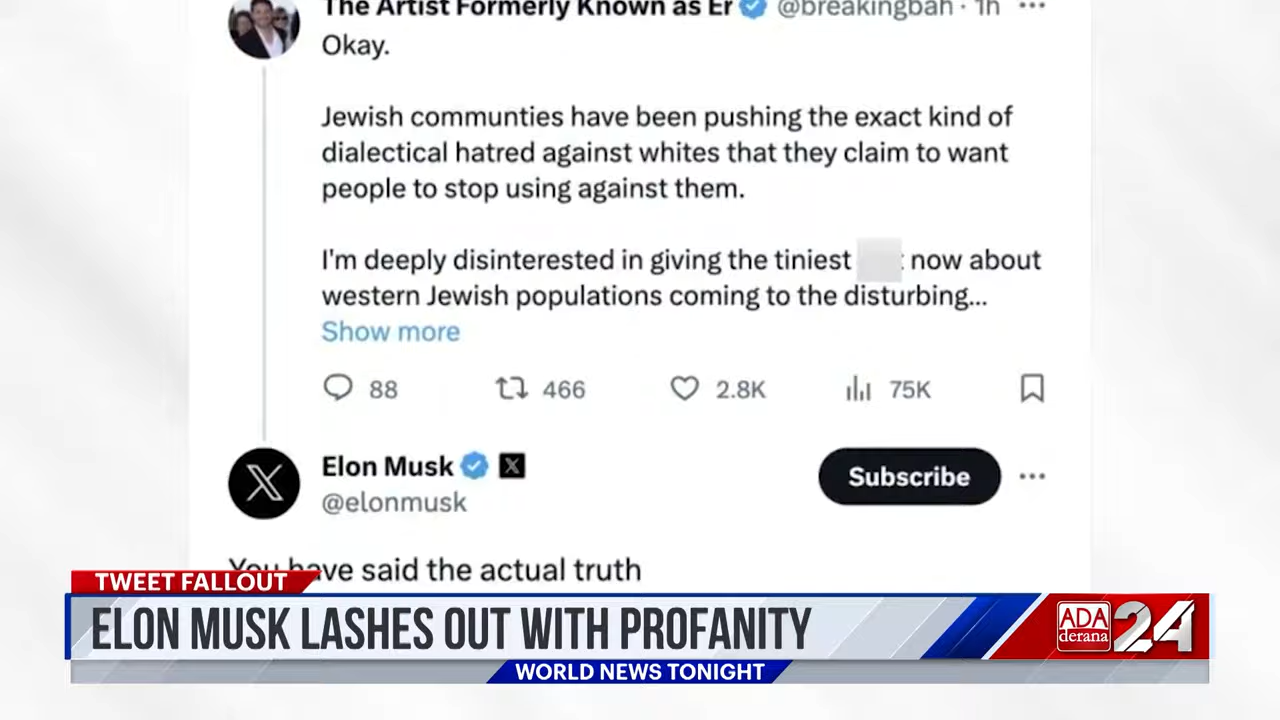 The Artist Formerly Known as Er @breakingbah · 1h
Okay.
Jewish communties have been pushing the exact kind of
dialectical hatred against whites that they claim to want
people to stop using against them.
I'm deeply disinterested in giving the tiniest now about
western Jewish populations coming to the disturbing...
Show more
88 466 2.8K 75K
Elon Musk
@elonmusk
Subscribe
You have said the actual truth
TWEET FALLOUT
ELON MUSK LASHES OUT WITH PROFANITY
ADA
derana
24
WORLD NEWS TONIGHT